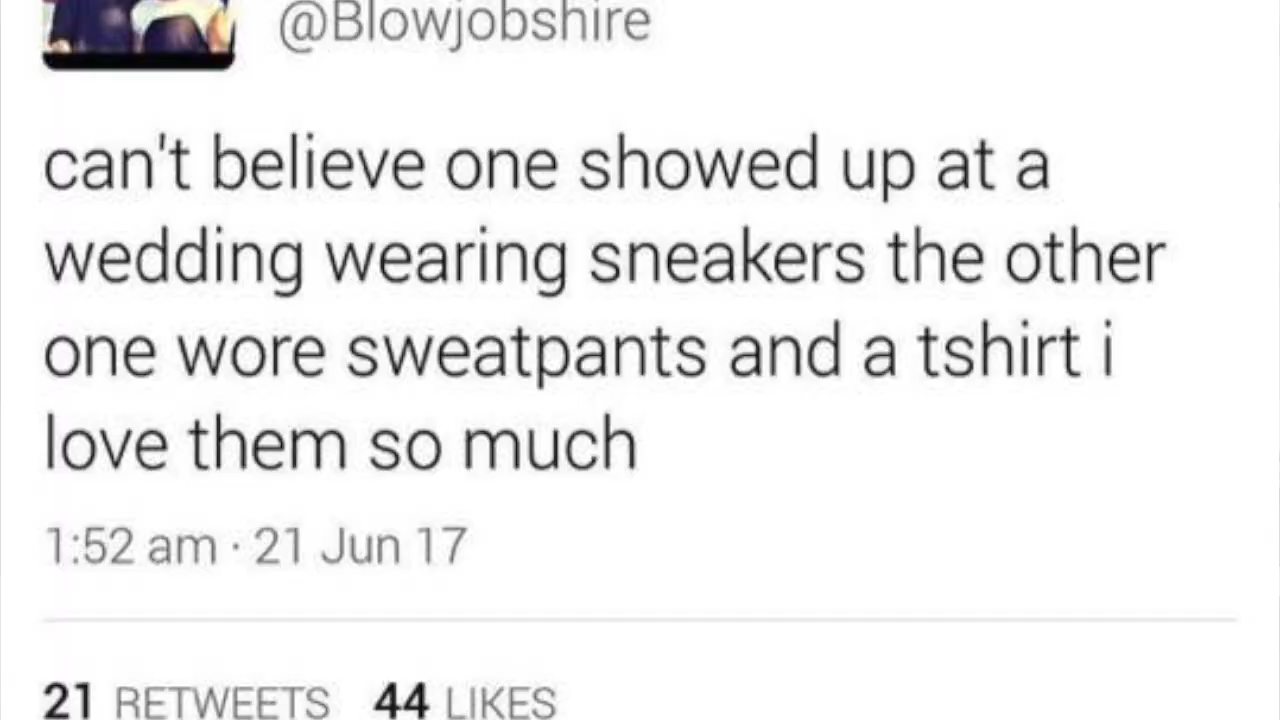 @Blowjobshire
can't believe one showed up at a
wedding wearing sneakers the other
one wore sweatpants and a tshirt i
love them so much
1:52 am · 21 Jun 17
21 RETWEETS 44 LIKES